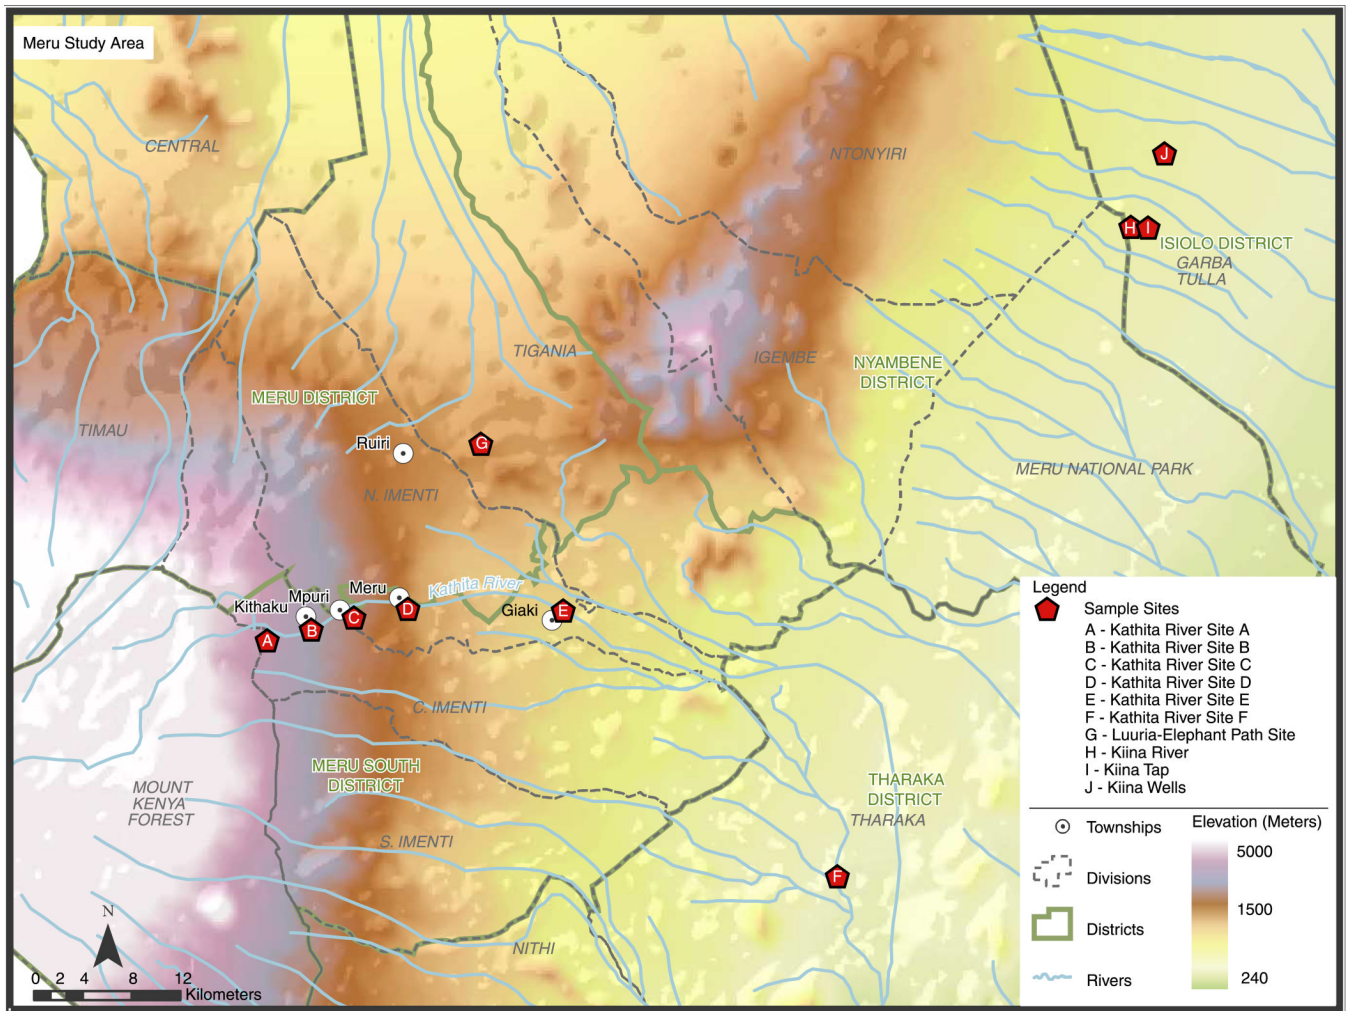 Meru Study Area
CENTRAL
NTONYIRI
J
H
I
ISIOLO DISTRICT
GARBA
TULLA
TIGANIA
IGEMBE
NYAMBENE
DISTRICT
MERU DISTRICT
TIMAU
Ruiri
G
MERU NATIONAL PARK
N. IMENTI
Kathita River
Meru
Mpuri
Kithaku
Giaki
A
B
C
D
E
C. IMENTI
MERU SOUTH
DISTRICT
MOUNT
KENYA
FOREST
THARAKA
DISTRICT
THARAKA
S. IMENTI
F
NITHI
N
0 2 4 8 12
Kilometers
Legend
Sample Sites
A - Kathita River Site A
B - Kathita River Site B
C - Kathita River Site C
D - Kathita River Site D
E - Kathita River Site E
F - Kathita River Site F
G - Luuria-Elephant Path Site
H - Kiina River
I - Kiina Tap
J - Kiina Wells
Townships
Divisions
Districts
Rivers
Elevation (Meters)
5000
1500
240